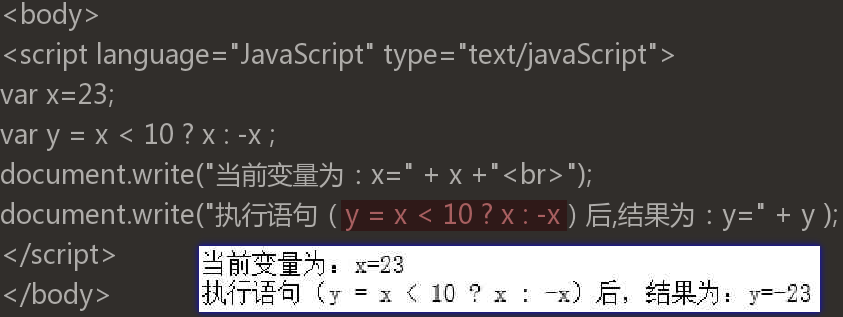 <body>
<script language="JavaScript" type="text/javaScript">
var x=23;
var y = x < 10 ? x : -x ;
document.write("当前变量为：x=" + x +"<br>");
document.write("执行语句（y = x < 10 ? x : -x）后,结果为：y=" + y );
</script>
</body>
当前变量为：x=23
执行语句（y = x < 10 ? x : -x）后，结果为：y=-23